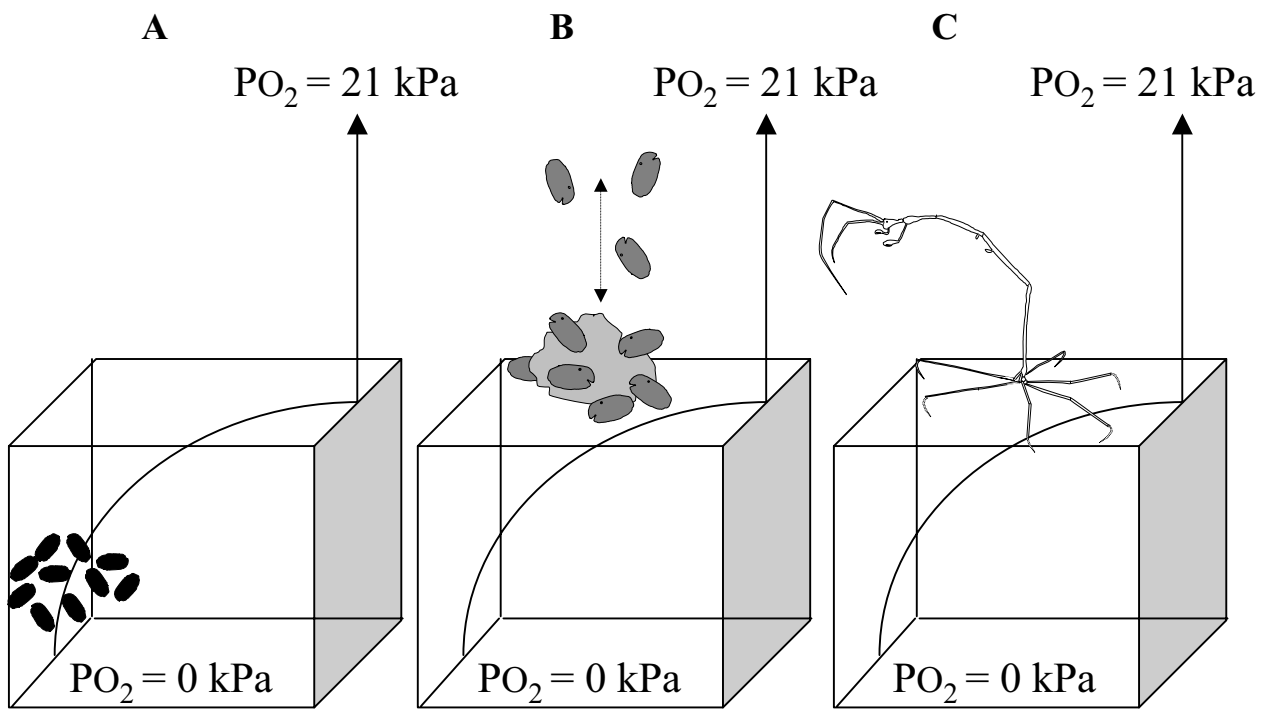 A
B
C
PO₂ = 21 kPa
PO₂ = 21 kPa
PO₂ = 21 kPa
PO₂ = 0 kPa
PO₂ = 0 kPa
PO₂ = 0 kPa